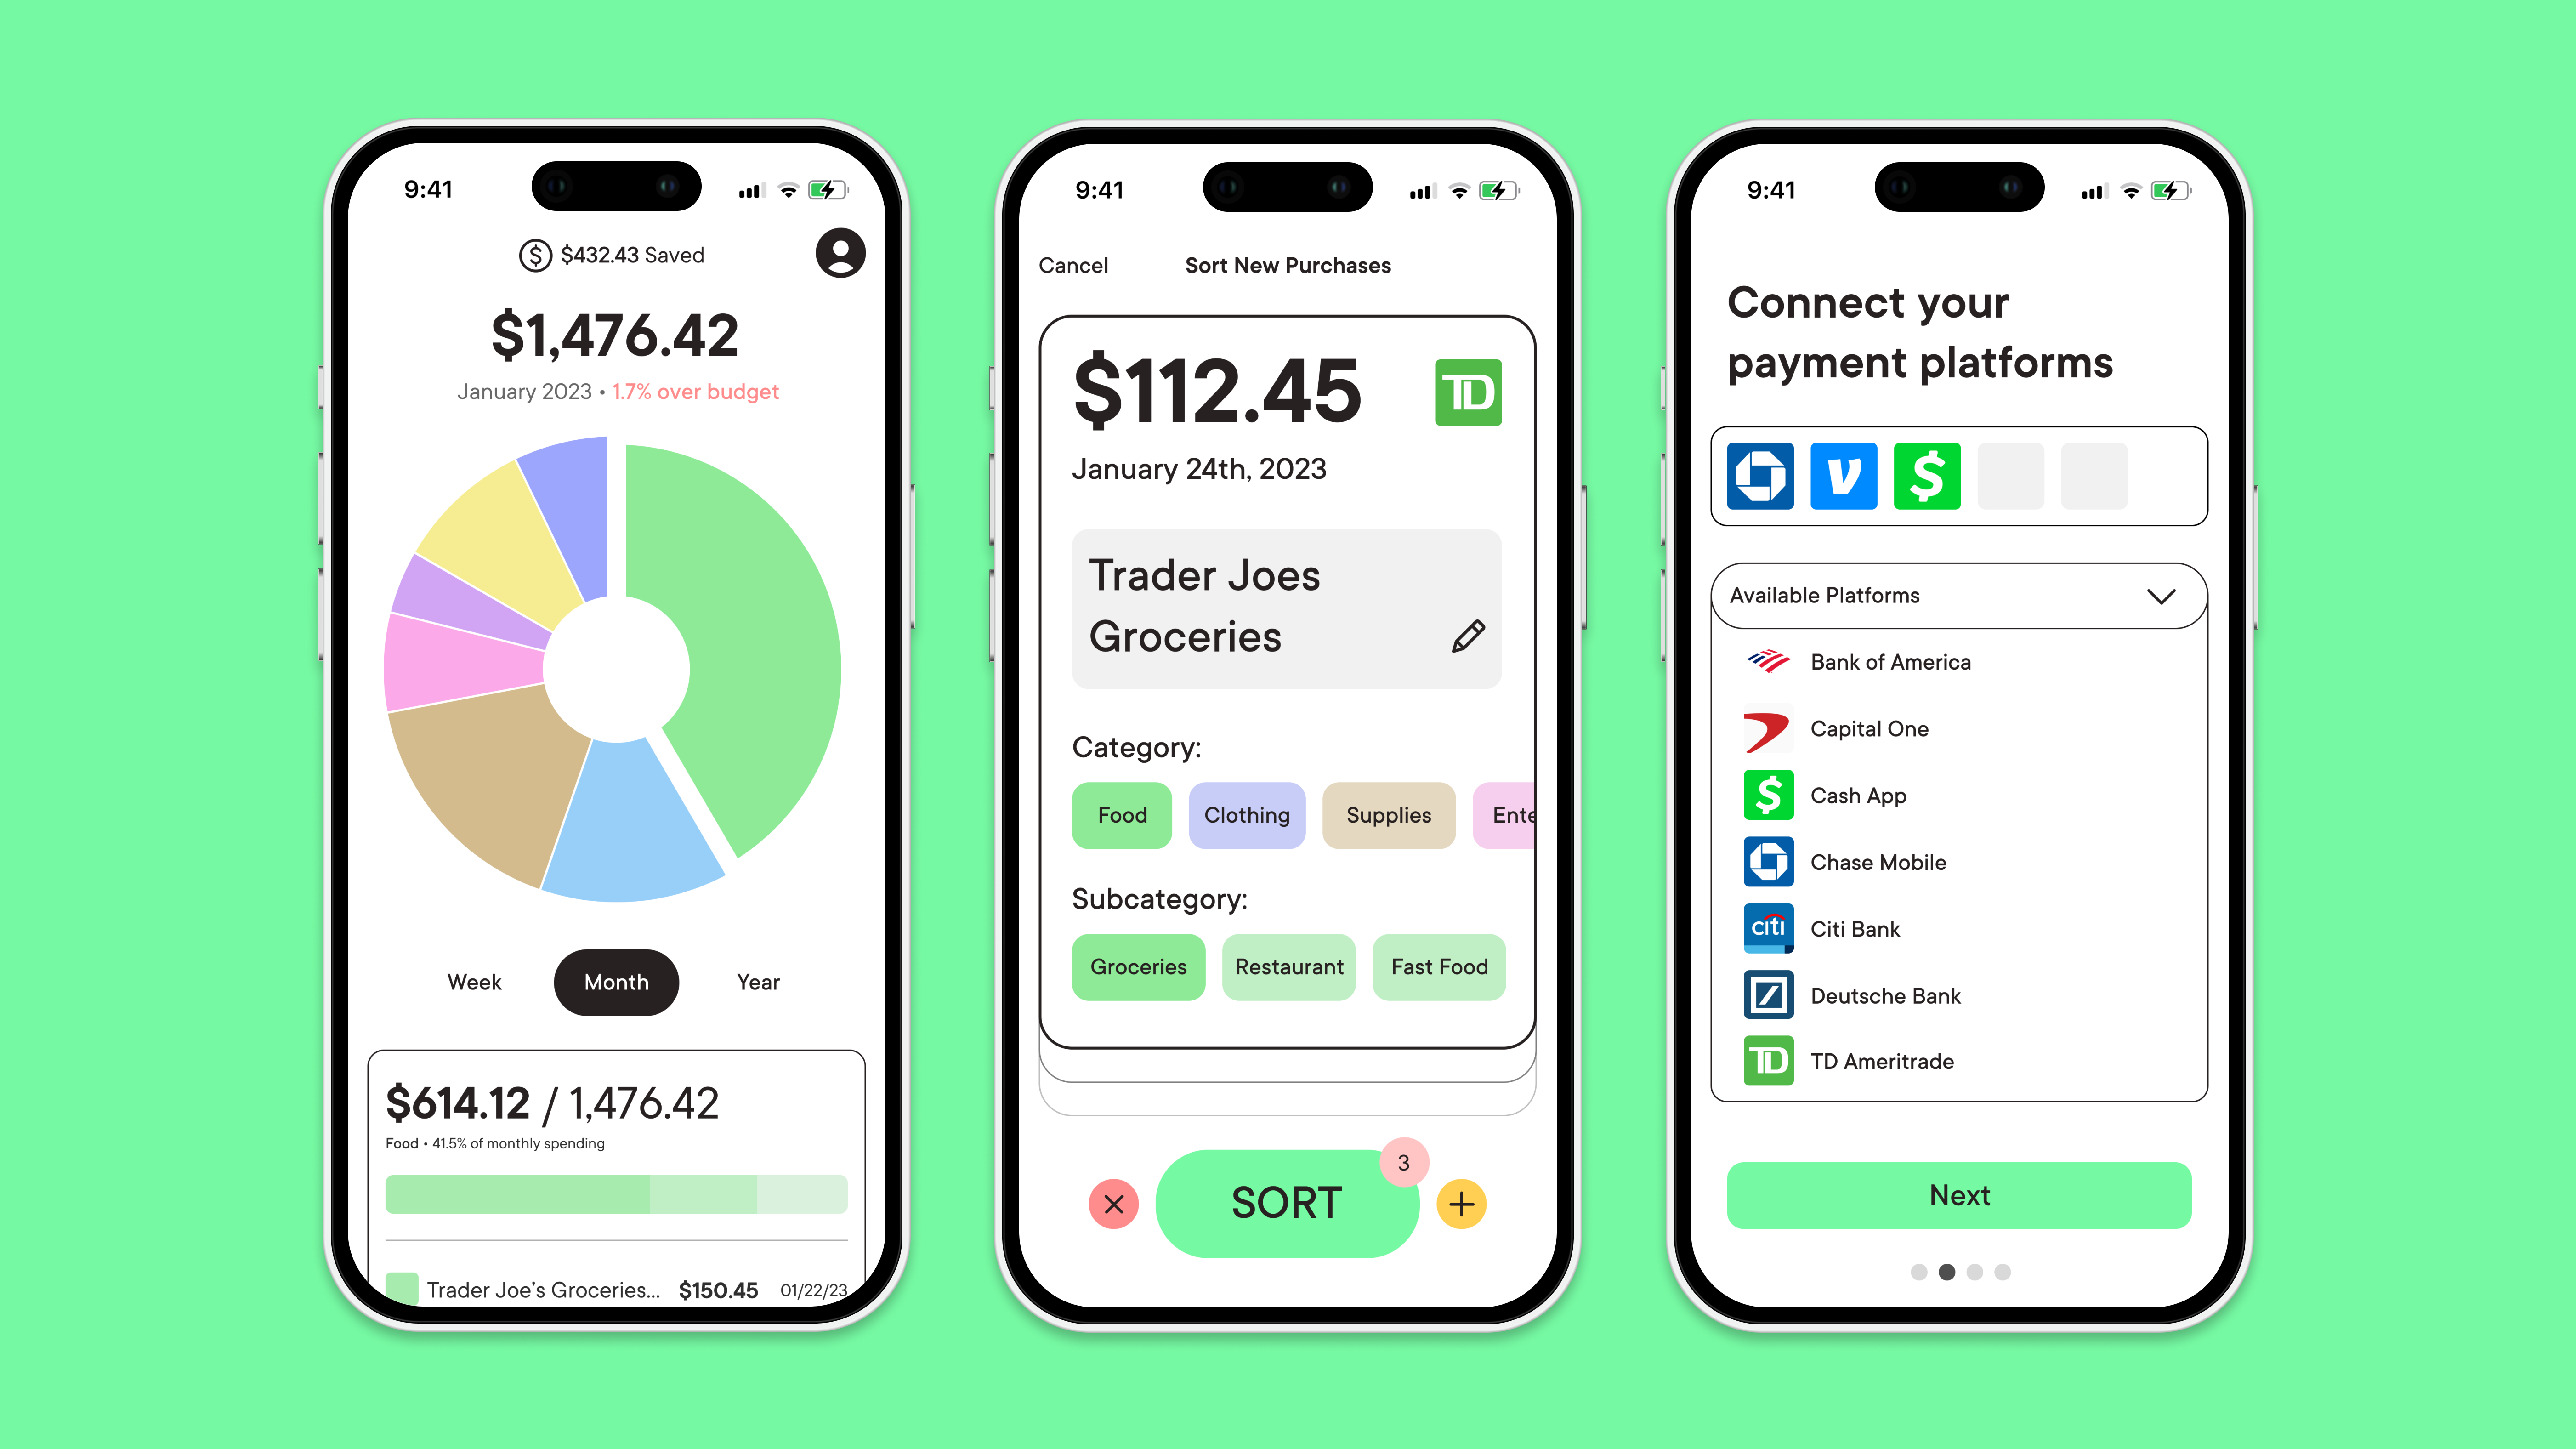 9:41
$ $432.43 Saved
$1,476.42
January 2023 • 1.7% over budget
Week Month Year
$614.12 / 1,476.42
Food • 41.5% of monthly spending
Trader Joe’s Groceries... $150.45 01/22/23
9:41
Cancel Sort New Purchases
$112.45 TD
January 24th, 2023
Trader Joes
Groceries
Category:
Food Clothing Supplies Ente
Subcategory:
Groceries Restaurant Fast Food
3
SORT
9:41
Connect your
payment platforms
V $
Available Platforms
Bank of America
Capital One
$ Cash App
Chase Mobile
citi Citi Bank
Deutsche Bank
TD TD Ameritrade
Next